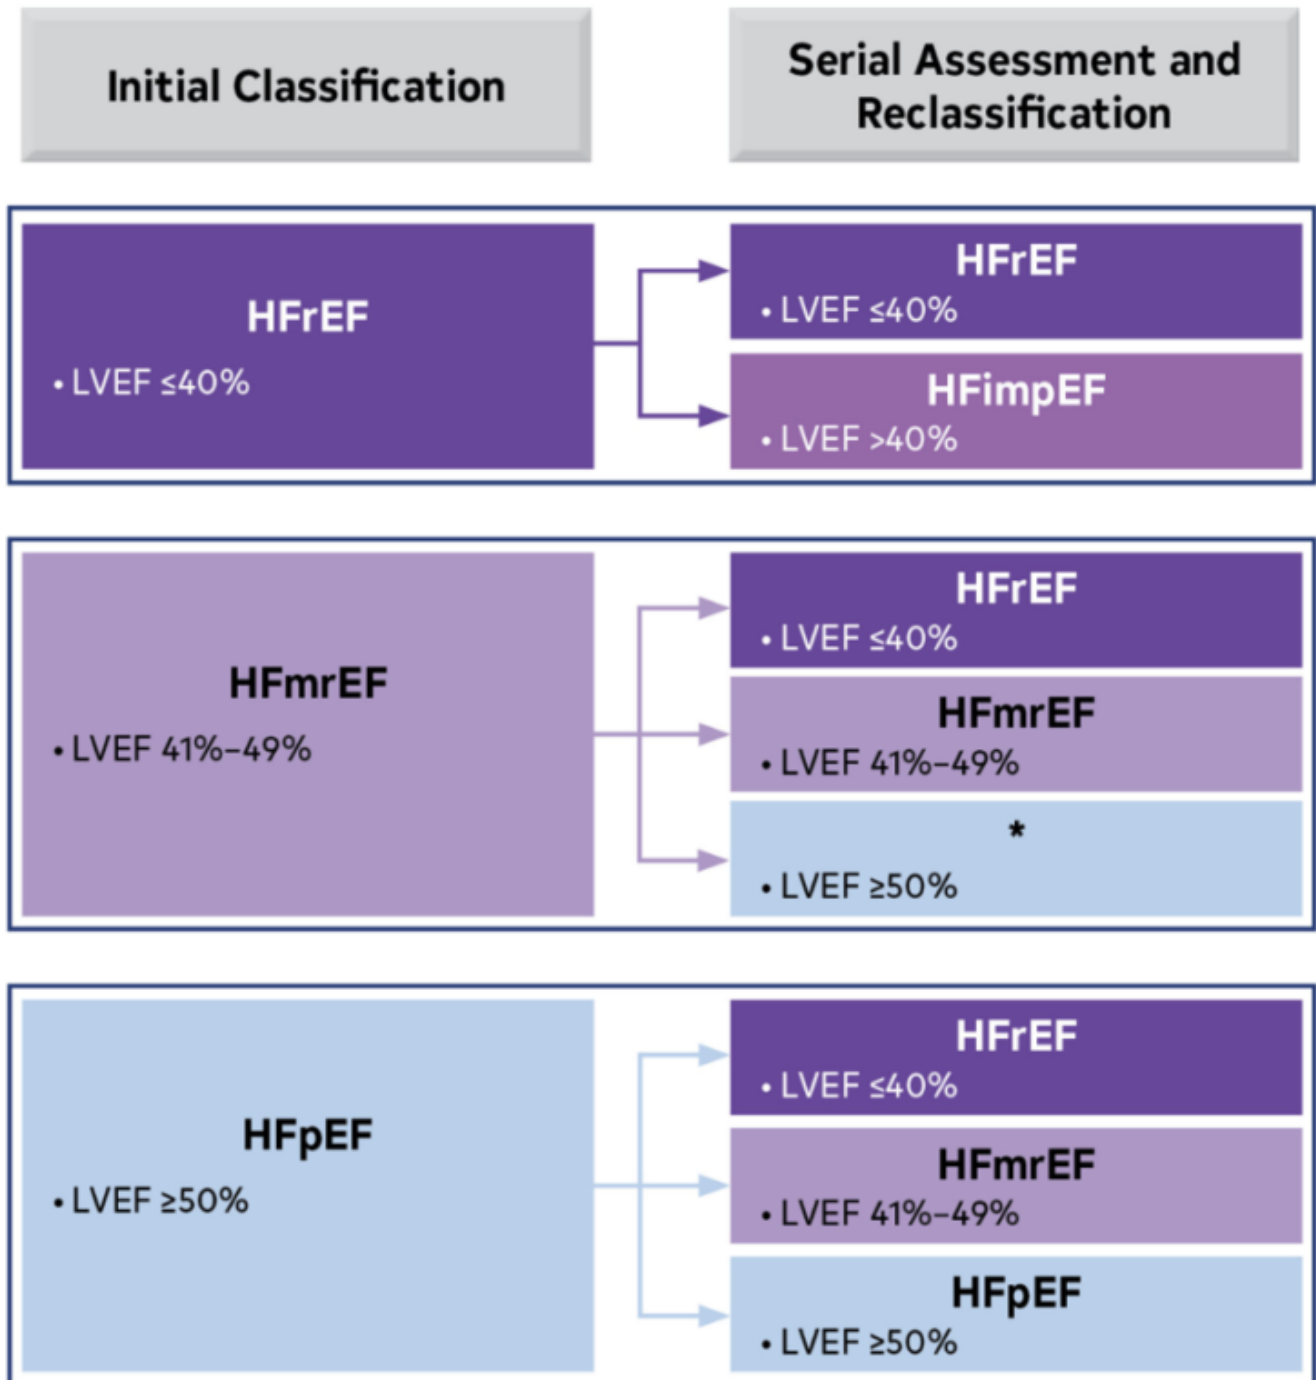 Initial Classification
Serial Assessment and
Reclassification
HFrEF
• LVEF ≤40%
HFrEF
• LVEF ≤40%
HFimpEF
• LVEF >40%
HFmrEF
• LVEF 41%–49%
HFrEF
• LVEF ≤40%
HFmrEF
• LVEF 41%–49%
*
• LVEF ≥50%
HFpEF
• LVEF ≥50%
HFrEF
• LVEF ≤40%
HFmrEF
• LVEF 41%–49%
HFpEF
• LVEF ≥50%